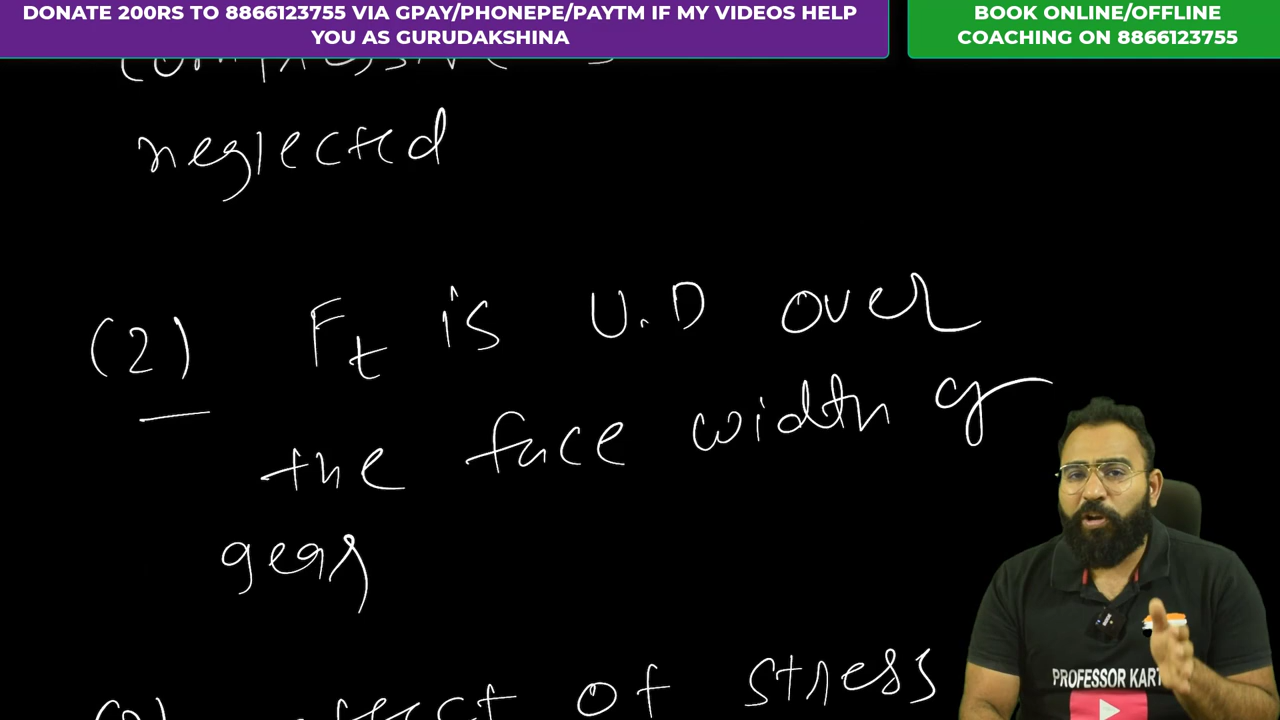 DONATE 200RS TO 8866123755 VIA GPAY/PHONEPE/PAYTM IF MY VIDEOS HELP
YOU AS GURUDAKSHINA
BOOK ONLINE/OFFLINE
COACHING ON 8866123755
neglected
(2) Ft is U.D over
the face width of
gear
of stress
PROFESSOR KART